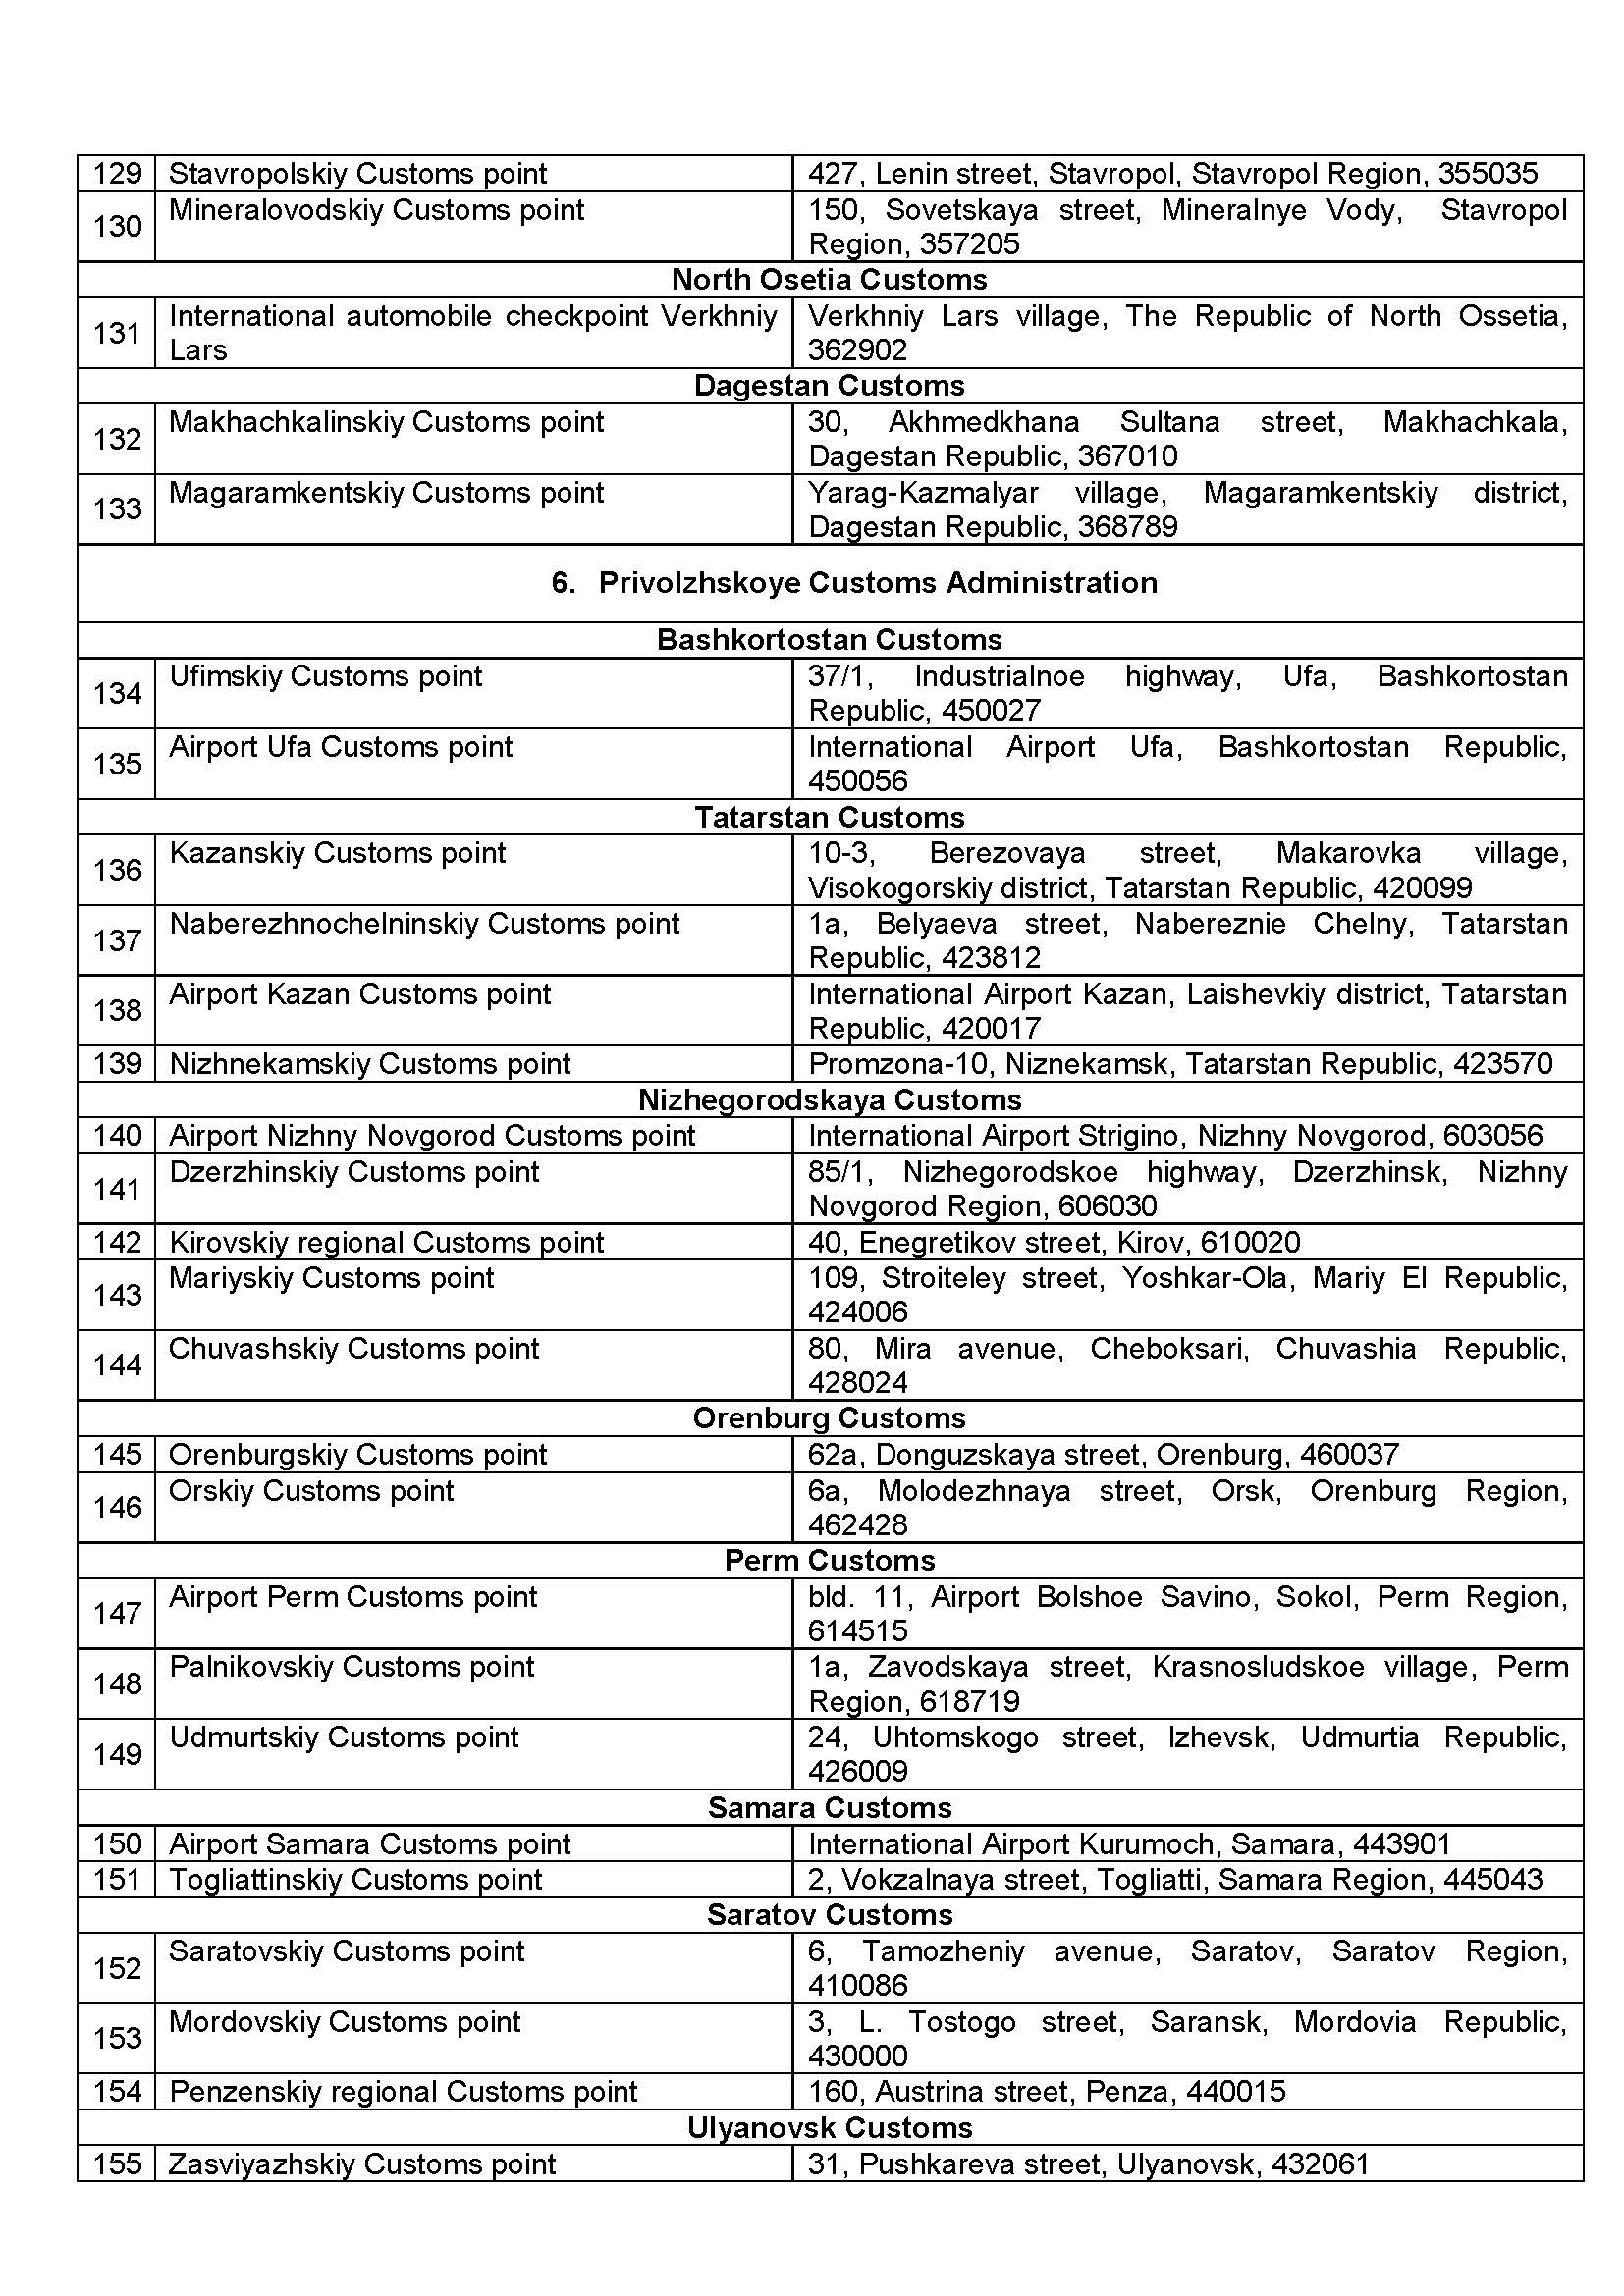 129 Stavropolskiy Customs point 427, Lenin street, Stavropol, Stavropol Region, 355035
130 Mineralovodskiy Customs point 150, Sovetskaya street, Mineralnye Vody, Stavropol
Region, 357205
North Osetia Customs
131 International automobile checkpoint Verkhniy
Lars
Verkhniy Lars village, The Republic of North Ossetia,
362902
Dagestan Customs
132 Makhachkalinskiy Customs point 30, Akhmedkhana Sultana street, Makhachkala,
Dagestan Republic, 367010
133 Magaramkentskiy Customs point Yarag-Kazmalyar village, Magaramkentskiy district,
Dagestan Republic, 368789
6. Privolzhskoye Customs Administration
Bashkortostan Customs
134 Ufimskiy Customs point 37/1, Industrialnoe highway, Ufa, Bashkortostan
Republic, 450027
135 Airport Ufa Customs point International Airport Ufa, Bashkortostan Republic,
450056
Tatarstan Customs
136 Kazanskiy Customs point 10-3, Berezovaya street, Makarovka village,
Visokogorskiy district, Tatarstan Republic, 420099
137 Naberezhnochelninskiy Customs point 1a, Belyaeva street, Nabereznie Chelny, Tatarstan
Republic, 423812
138 Airport Kazan Customs point International Airport Kazan, Laishevkiy district, Tatarstan
Republic, 420017
139 Nizhnekamskiy Customs point Promzona-10, Niznekamsk, Tatarstan Republic, 423570
Nizhegorodskaya Customs
140 Airport Nizhny Novgorod Customs point International Airport Strigino, Nizhny Novgorod, 603056
141 Dzerzhinskiy Customs point 85/1, Nizhegorodskoe highway, Dzerzhinsk, Nizhny
Novgorod Region, 606030
142 Kirovskiy regional Customs point 40, Enegretikov street, Kirov, 610020
143 Mariyskiy Customs point 109, Stroiteley street, Yoshkar-Ola, Mariy El Republic,
424006
144 Chuvashskiy Customs point 80, Mira avenue, Cheboksari, Chuvashia Republic,
428024
Orenburg Customs
145 Orenburgskiy Customs point 62a, Donguzskaya street, Orenburg, 460037
146 Orskiy Customs point 6a, Molodezhnaya street, Orsk, Orenburg Region,
462428
Perm Customs
147 Airport Perm Customs point bld. 11, Airport Bolshoe Savino, Sokol, Perm Region,
614515
148 Palnikovskiy Customs point 1a, Zavodskaya street, Krasnosludskoe village, Perm
Region, 618719
149 Udmurtskiy Customs point 24, Uhtomskogo street, Izhevsk, Udmurtia Republic,
426009
Samara Customs
150 Airport Samara Customs point International Airport Kurumoch, Samara, 443901
151 Togliattinskiy Customs point 2, Vokzalnaya street, Togliatti, Samara Region, 445043
Saratov Customs
152 Saratovskiy Customs point 6, Tamozheniy avenue, Saratov, Saratov Region,
410086
153 Mordovskiy Customs point 3, L. Tostogo street, Saransk, Mordovia Republic,
430000
154 Penzenskiy regional Customs point 160, Austrina street, Penza, 440015
Ulyanovsk Customs
155 Zasviyazhskiy Customs point 31, Pushkareva street, Ulyanovsk, 432061